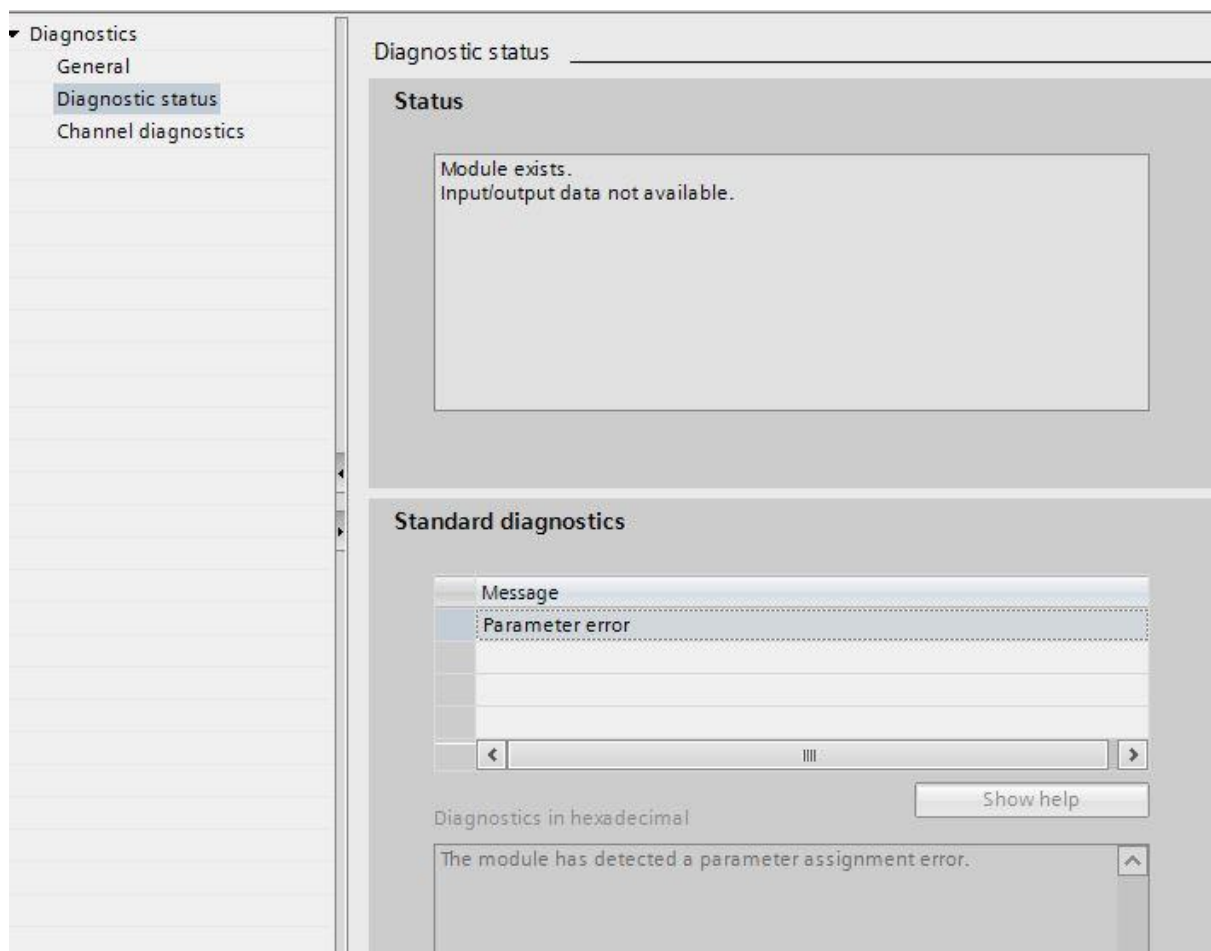 Diagnostics
General
Diagnostic status
Channel diagnostics
Diagnostic status
Status
Module exists.
Input/output data not available.
Standard diagnostics
Message
Parameter error
Show help
Diagnostics in hexadecimal
The module has detected a parameter assignment error.